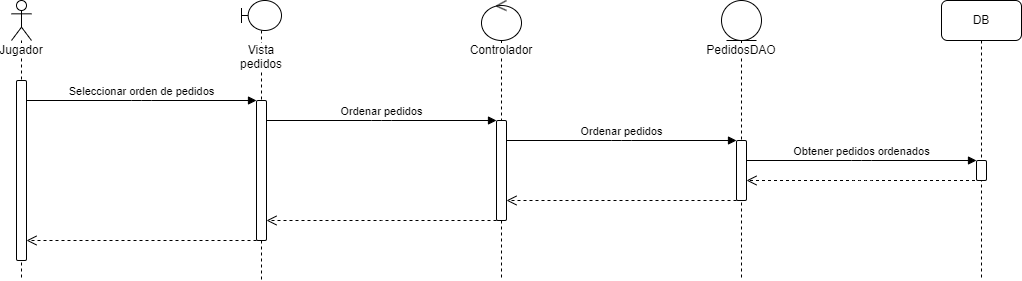 DB
Jugador
Vista
pedidos
Controlador
PedidosDAO
Seleccionar orden de pedidos
Ordenar pedidos
Ordenar pedidos
Obtener pedidos ordenados